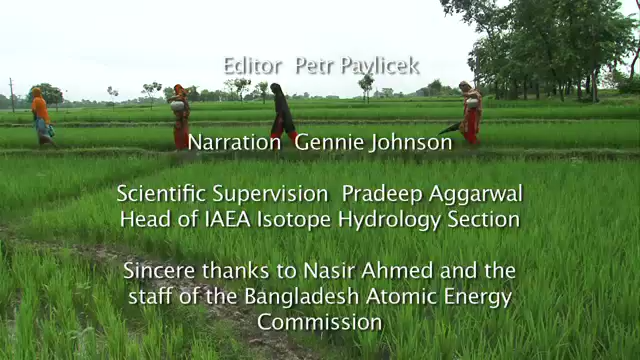 Editor  Petr Pavlicek
Narration  Gennie Johnson
Scientific Supervision  Pradeep Aggarwal
Head of IAEA Isotope Hydrology Section
Sincere thanks to Nasir Ahmed and the
staff of the Bangladesh Atomic Energy
Commission